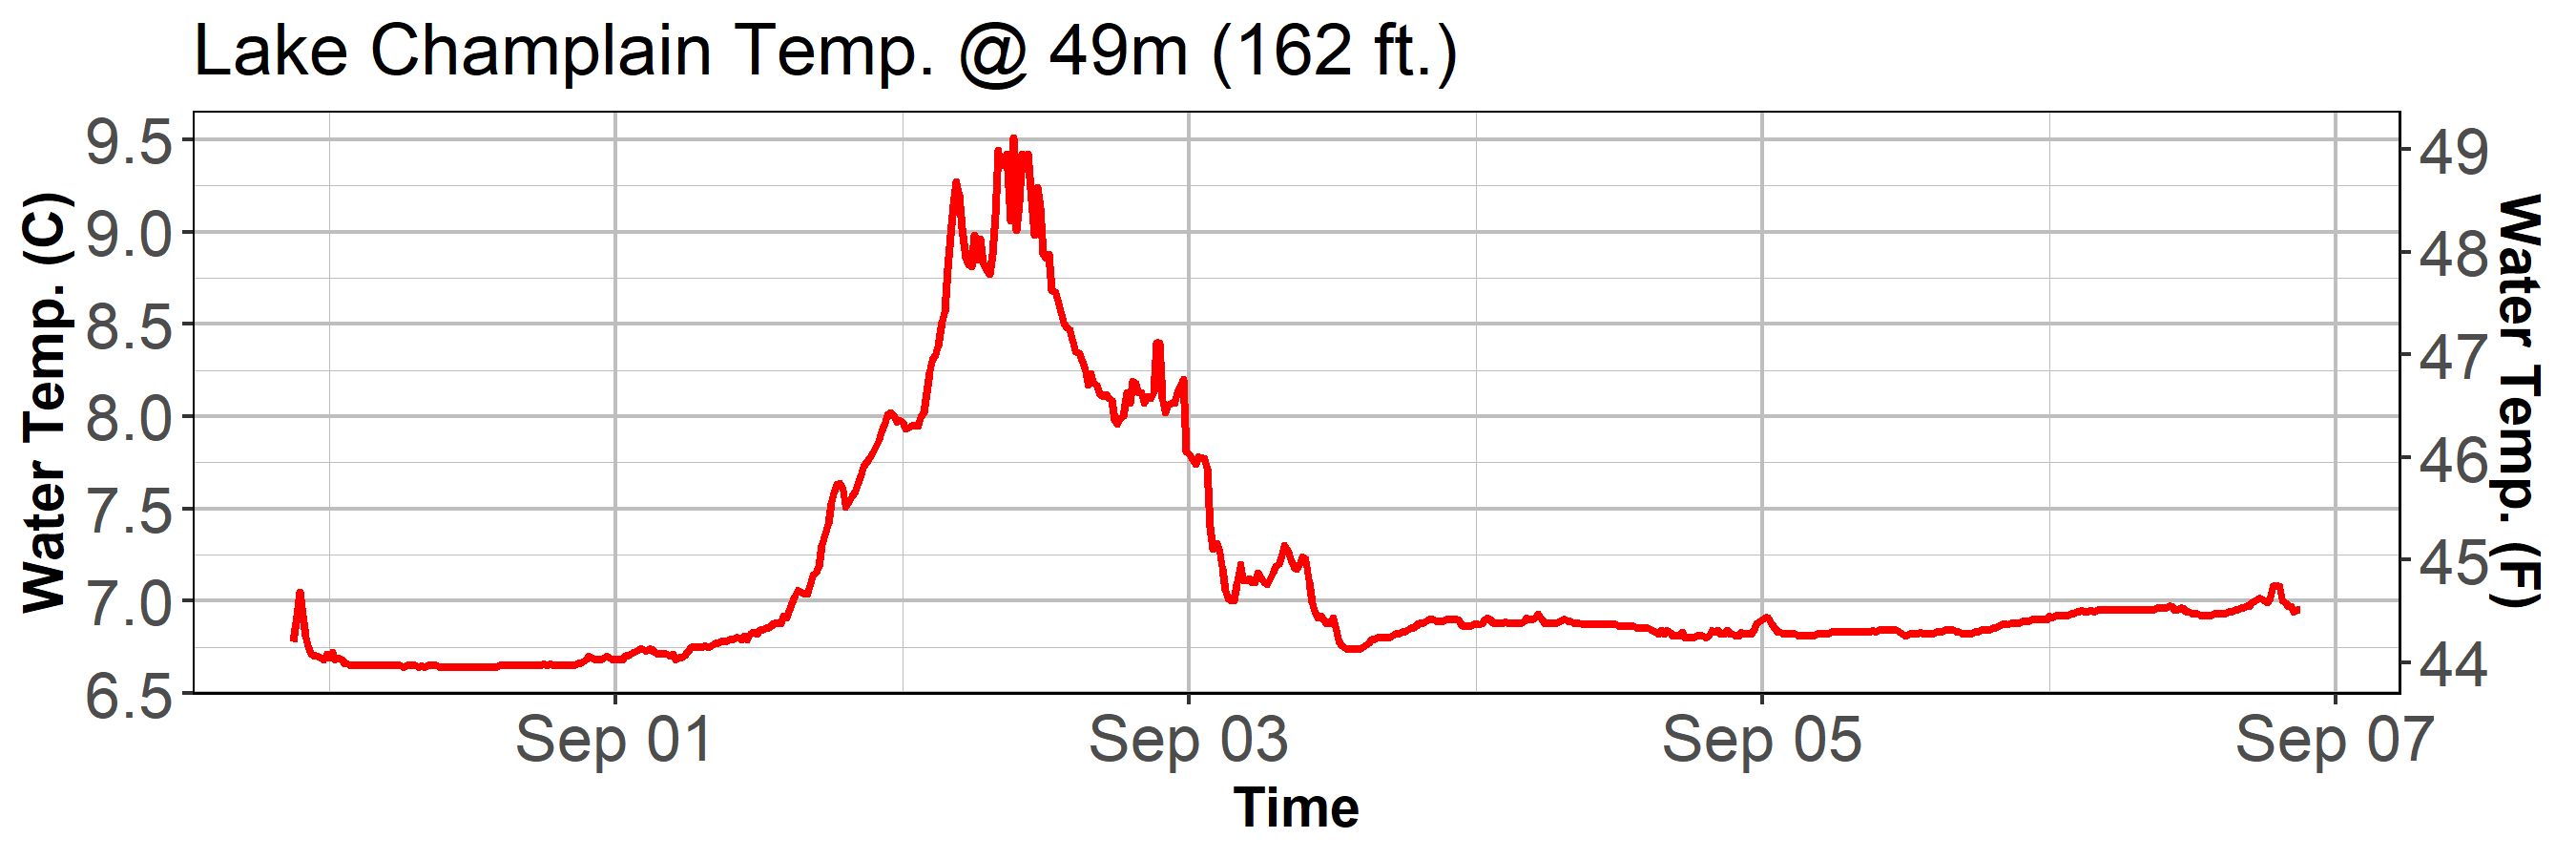 Lake Champlain Temp. @ 49m (162 ft.)
Water Temp. (C)
9.5
9.0
8.5
8.0
7.5
7.0
6.5
49
48
47
46
45
44
Water Temp. (F)
Sep 01 Sep 03 Sep 05 Sep 07
Time